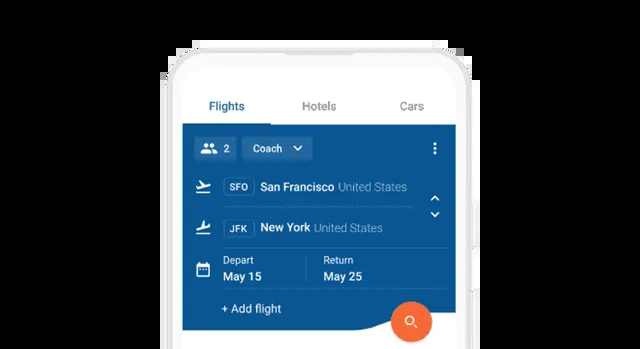 Flights Hotels Cars
2 Coach
SFO San Francisco United States
JFK New York United States
Depart Return
May 15 May 25
+ Add flight